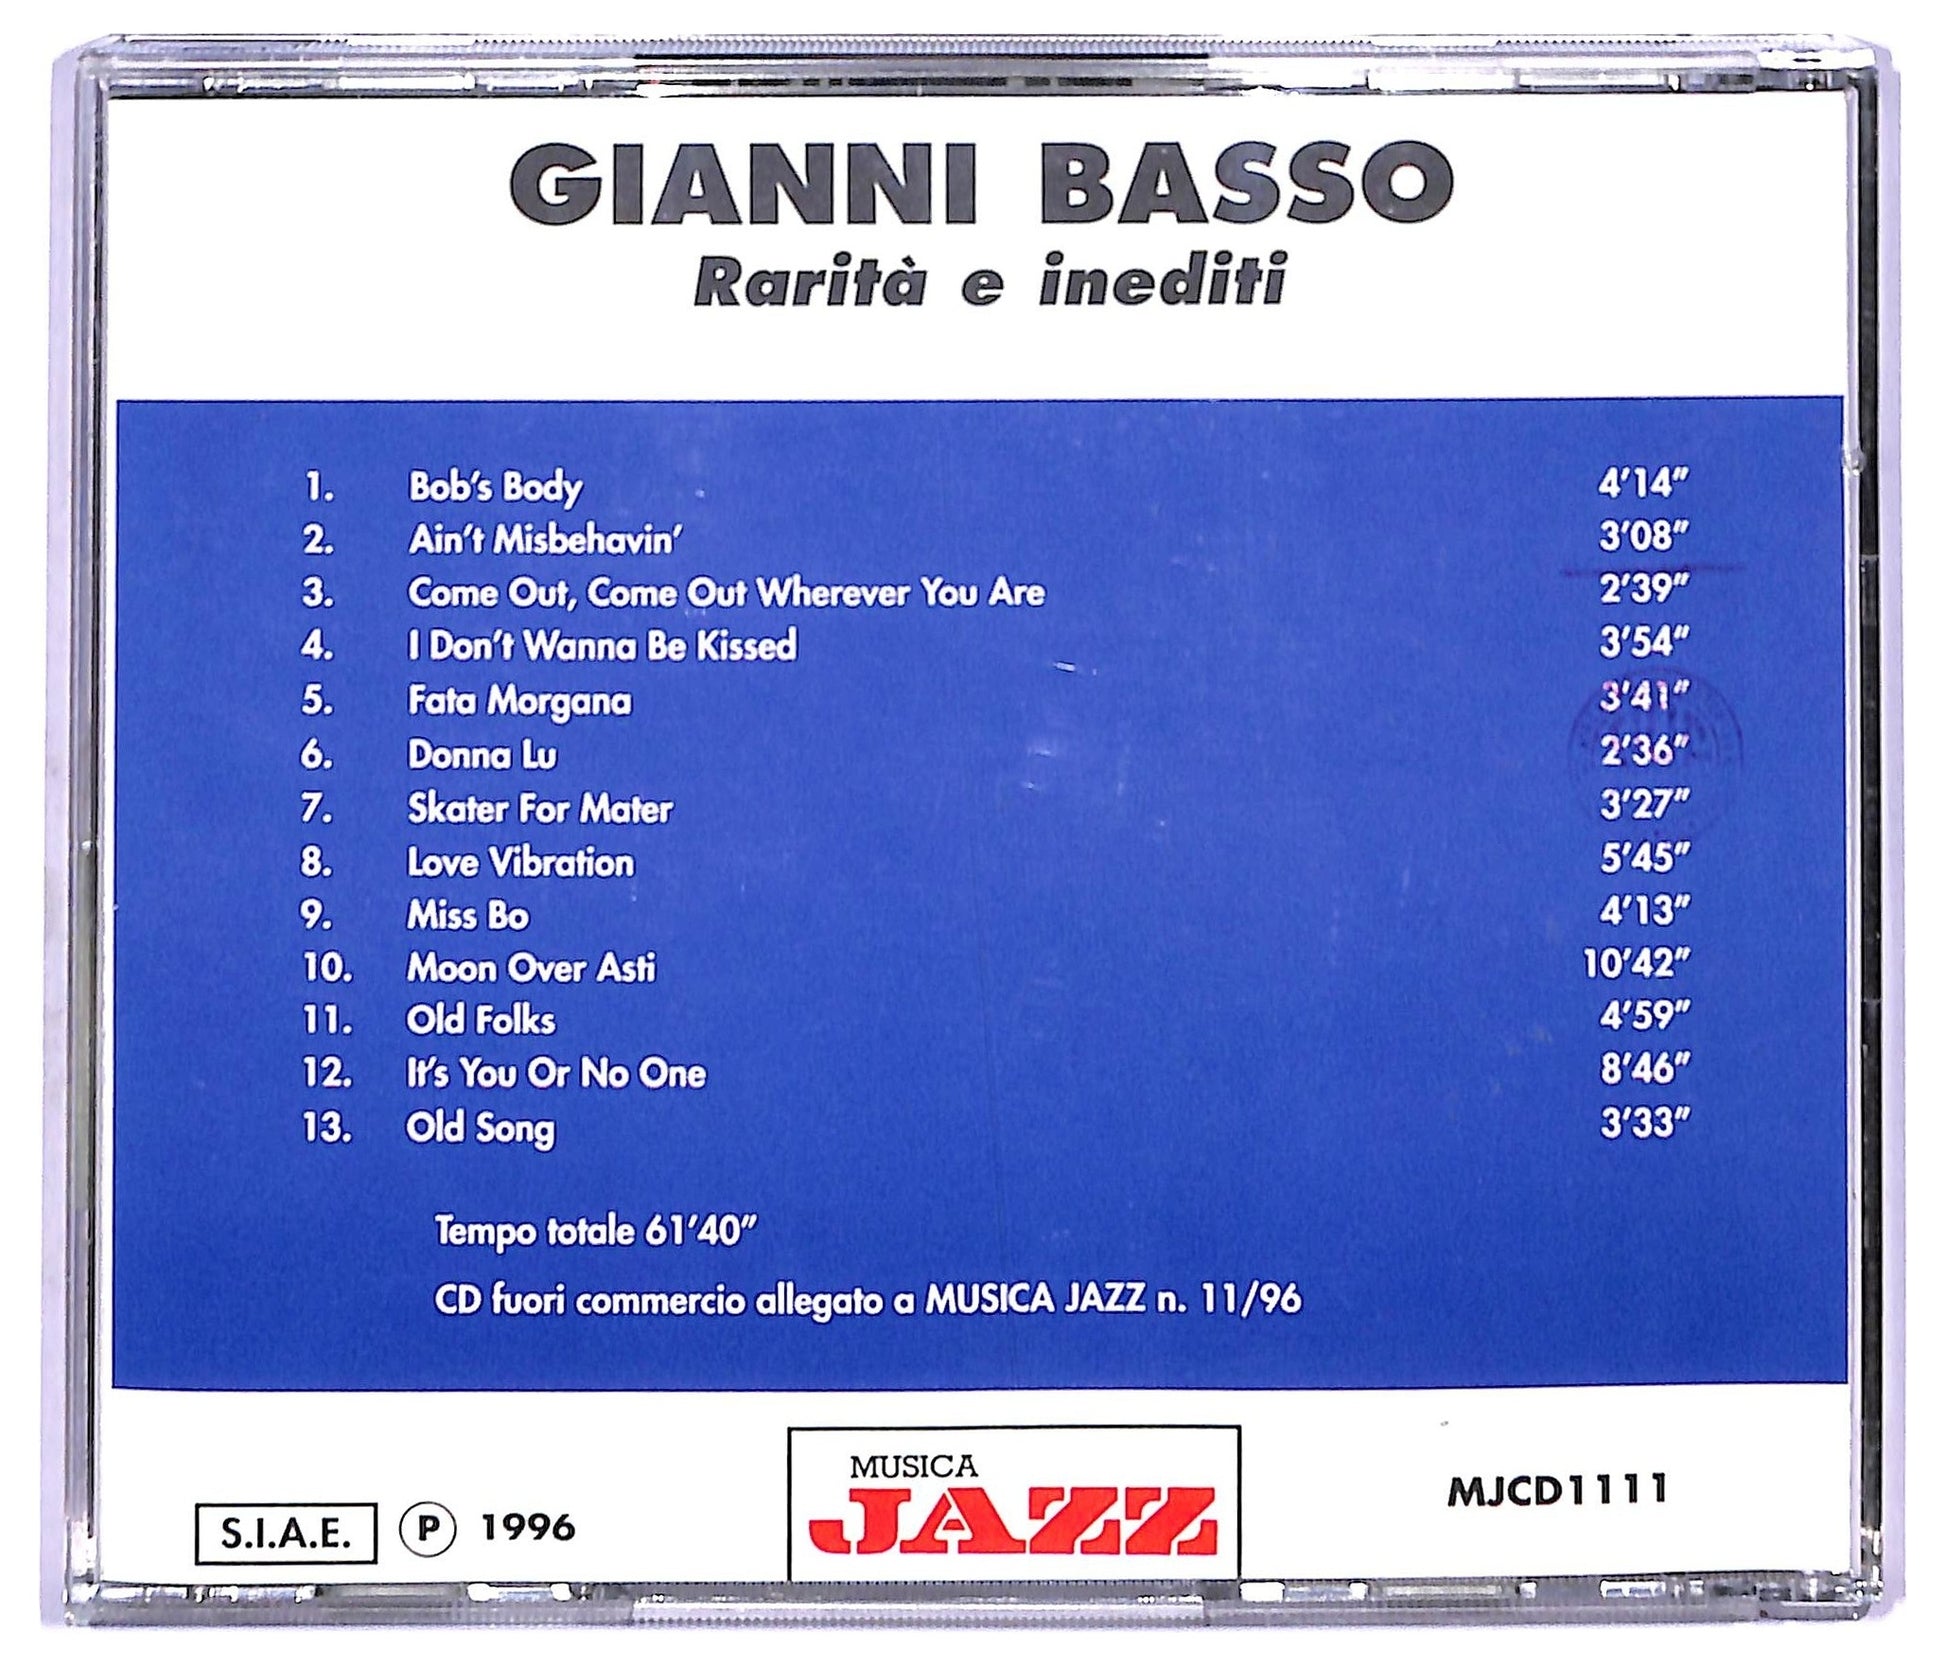 GIANNI BASSO
Rarità e inediti
1. Bob's Body 4'14"
2. Ain't Misbehavin' 3'08"
3. Come Out, Come Out Wherever You Are 2'39"
4. I Don't Wanna Be Kissed 3'54"
5. Fata Morgana 3'41"
6. Donna Lu 2'36"
7. Skater For Mater 3'27"
8. Love Vibration 5'45"
9. Miss Bo 4'13"
10. Moon Over Asti 10'42"
11. Old Folks 4'59"
12. It's You Or No One 8'46"
13. Old Song 3'33"
Tempo totale 61'40"
CD fuori commercio allegato a MUSICA JAZZ n. 11/96
S.I.A.E. Ⓟ 1996
MUSICA
JAZZ
MJCD1111